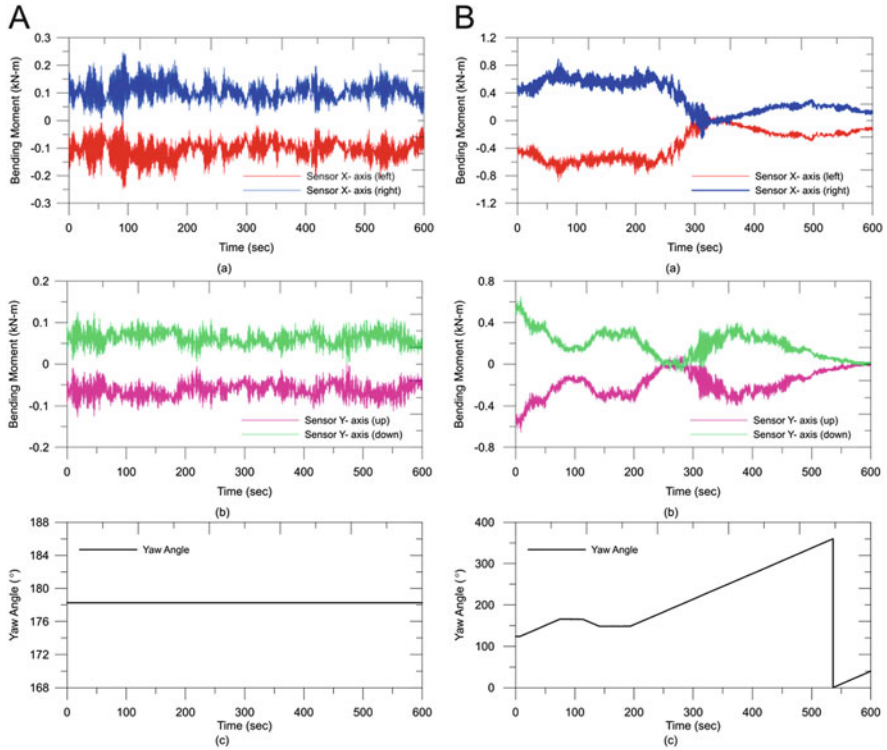 A
B
0.3
0.2
0.1
0
-0.1
-0.2
-0.3
Bending Moment (kN-m)
Sensor X- axis (left)
Sensor X- axis (right)
0 100 200 300 400 500 600
Time (sec)
(a)
1.2
0.8
0.4
0
-0.4
-0.8
-1.2
Bending Moment (kN-m)
Sensor X- axis (left)
Sensor X- axis (right)
0 100 200 300 400 500 600
Time (sec)
(a)
0.2
0.1
0
-0.1
-0.2
Bending Moment (kN-m)
Sensor Y- axis (up)
Sensor Y- axis (down)
0 100 200 300 400 500 600
Time (sec)
(b)
0.8
0.4
0
-0.4
-0.8
Bending Moment (kN-m)
Sensor Y- axis (up)
Sensor Y- axis (down)
0 100 200 300 400 500 600
Time (sec)
(b)
188
184
180
176
172
168
Yaw Angle (°)
Yaw Angle
0 100 200 300 400 500 600
Time (sec)
(c)
400
300
200
100
0
Yaw Angle (°)
Yaw Angle
0 100 200 300 400 500 600
Time (sec)
(c)